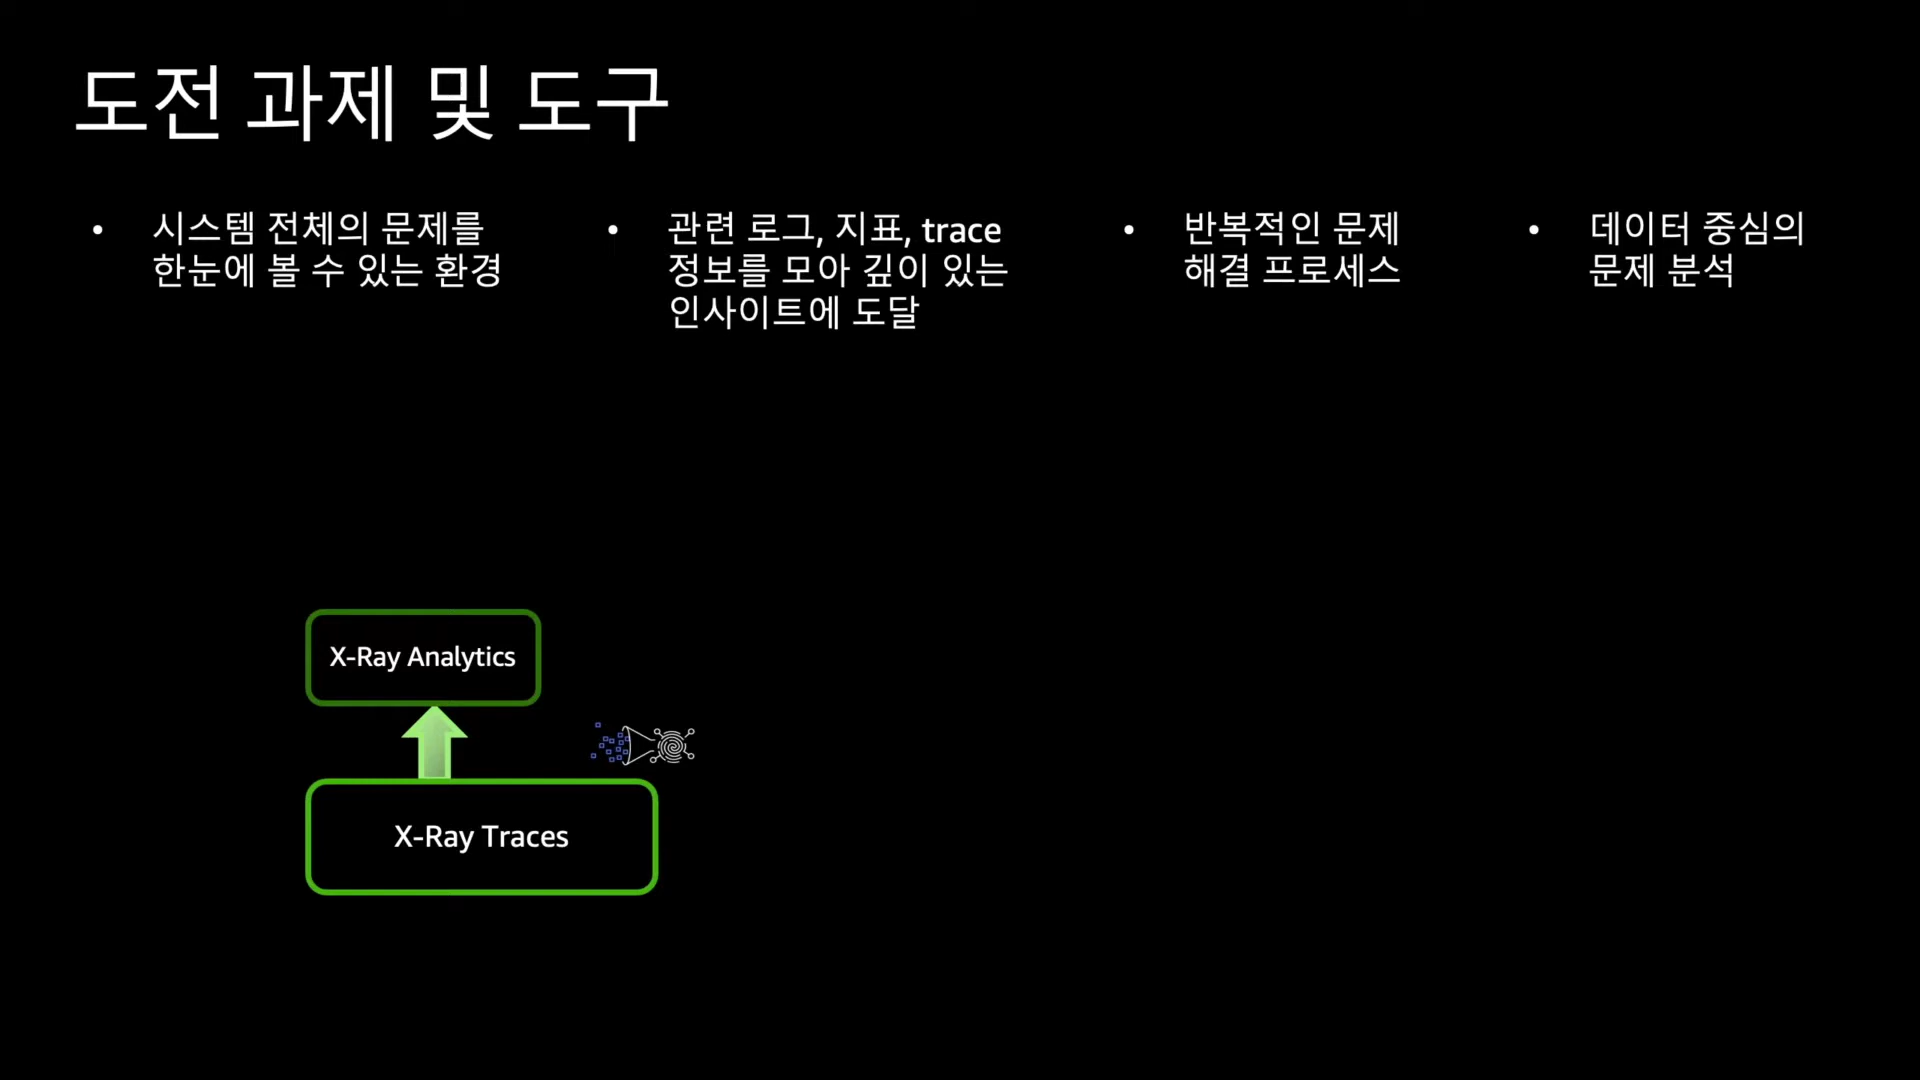 도전 과제 및 도구
• 시스템 전체의 문제를
한눈에 볼 수 있는 환경
• 관련 로그, 지표, trace
정보를 모아 깊이 있는
인사이트에 도달
• 반복적인 문제
해결 프로세스
• 데이터 중심의
문제 분석
X-Ray Analytics
X-Ray Traces